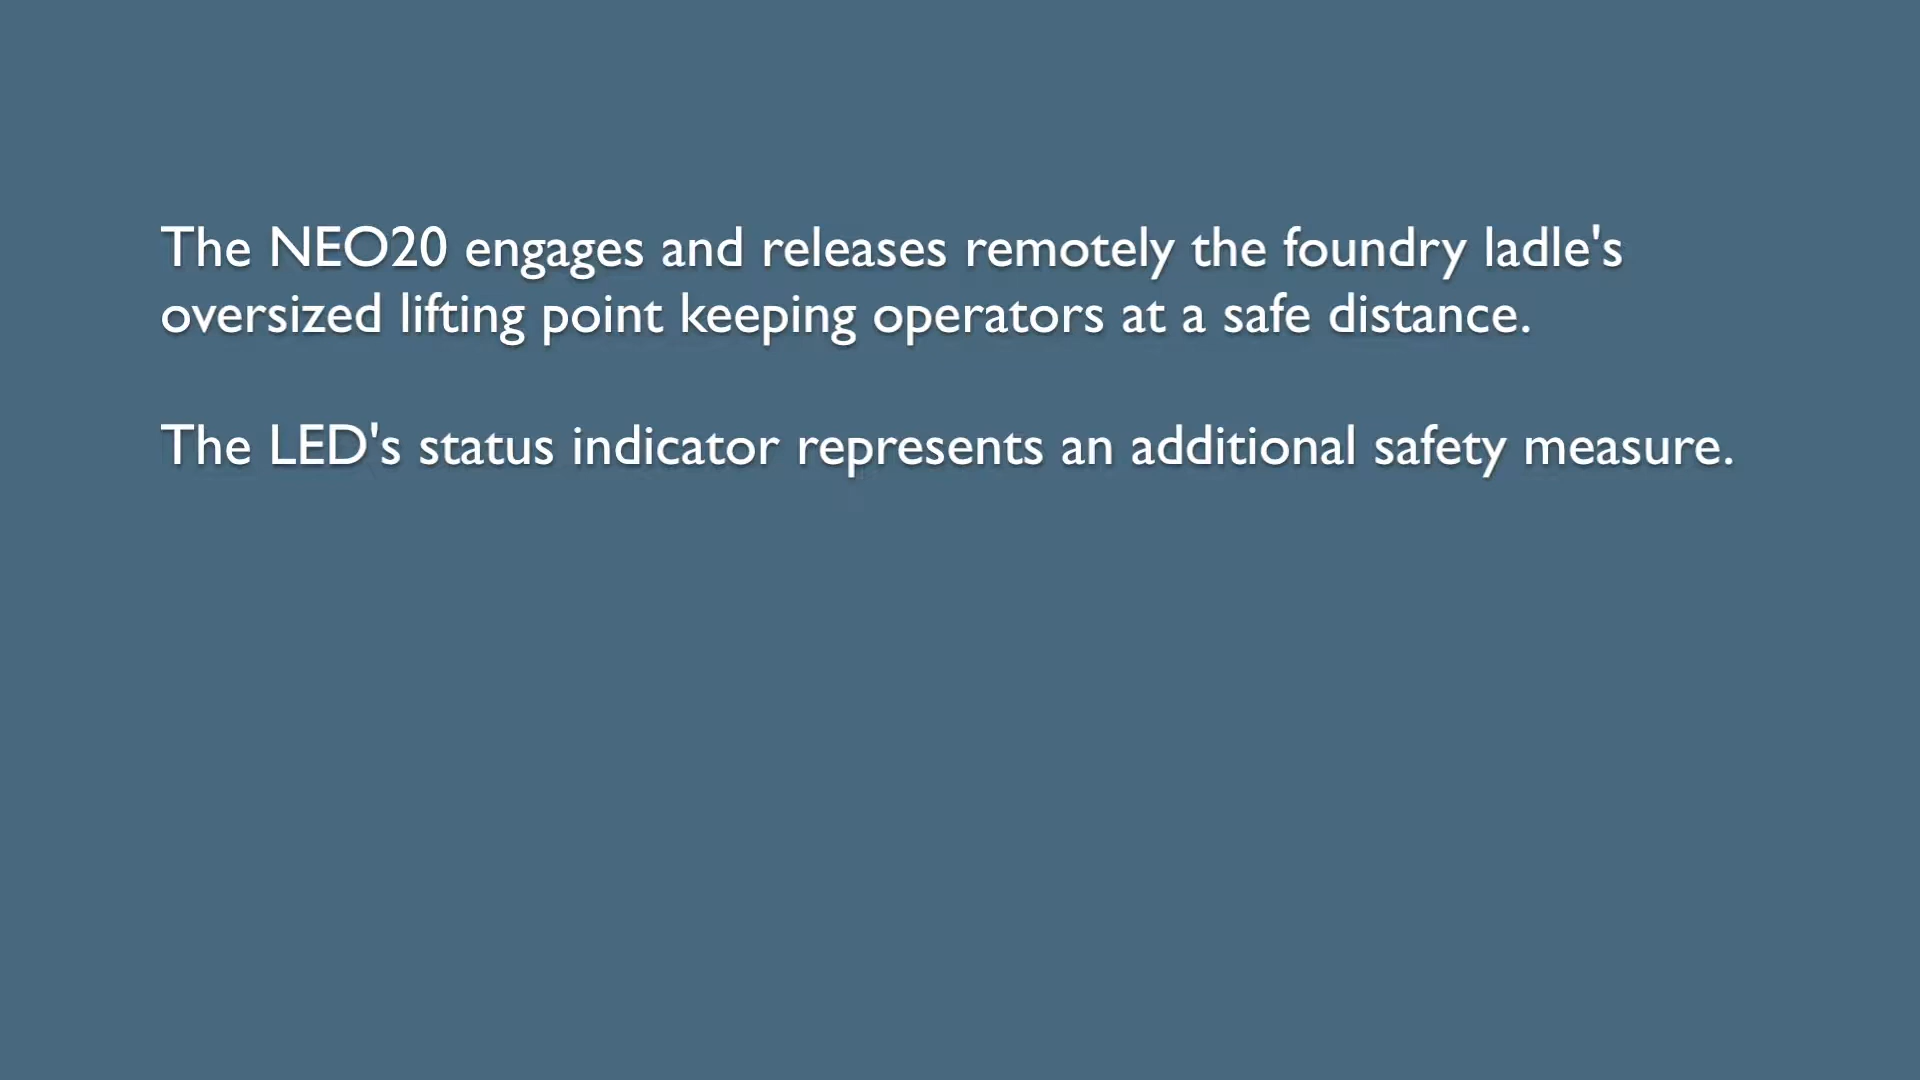 The NEO20 engages and releases remotely the foundry ladle's
oversized lifting point keeping operators at a safe distance.
The LED's status indicator represents an additional safety measure.